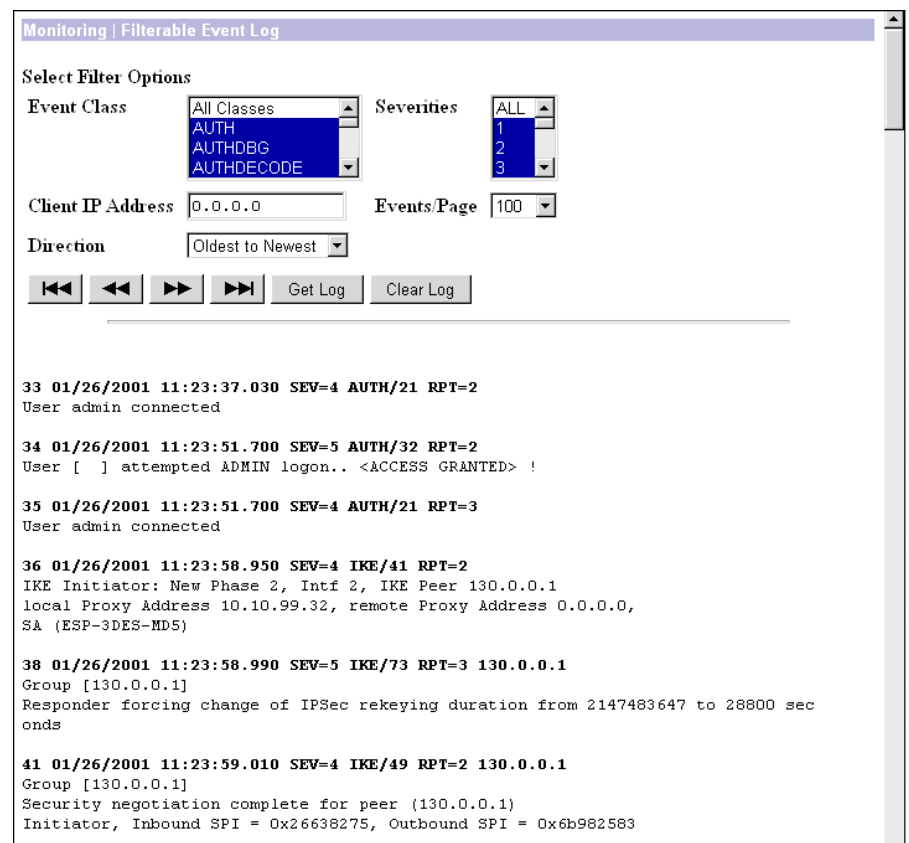 Monitoring | Filterable Event Log
Select Filter Options
Event Class
All Classes
AUTH
AUTHDBG
AUTHDECODE
Severities
ALL
1
2
3
Client IP Address 0.0.0.0 Events/Page 100
Direction Oldest to Newest
Get Log Clear Log
33 01/26/2001 11:23:37.030 SEV=4 AUTH/21 RPT=2
User admin connected
34 01/26/2001 11:23:51.700 SEV=5 AUTH/32 RPT=2
User [  ] attempted ADMIN logon.. <ACCESS GRANTED> !
35 01/26/2001 11:23:51.700 SEV=4 AUTH/21 RPT=3
User admin connected
36 01/26/2001 11:23:58.950 SEV=4 IKE/41 RPT=2
IKE Initiator: New Phase 2, Intf 2, IKE Peer 130.0.0.1
local Proxy Address 10.10.99.32, remote Proxy Address 0.0.0.0,
SA (ESP-3DES-MD5)
38 01/26/2001 11:23:58.990 SEV=5 IKE/73 RPT=3 130.0.0.1
Group [130.0.0.1]
Responder forcing change of IPSec rekeying duration from 2147483647 to 28800 sec
onds
41 01/26/2001 11:23:59.010 SEV=4 IKE/49 RPT=2 130.0.0.1
Group [130.0.0.1]
Security negotiation complete for peer (130.0.0.1)
Initiator, Inbound SPI = 0x26638275, Outbound SPI = 0x6b982583